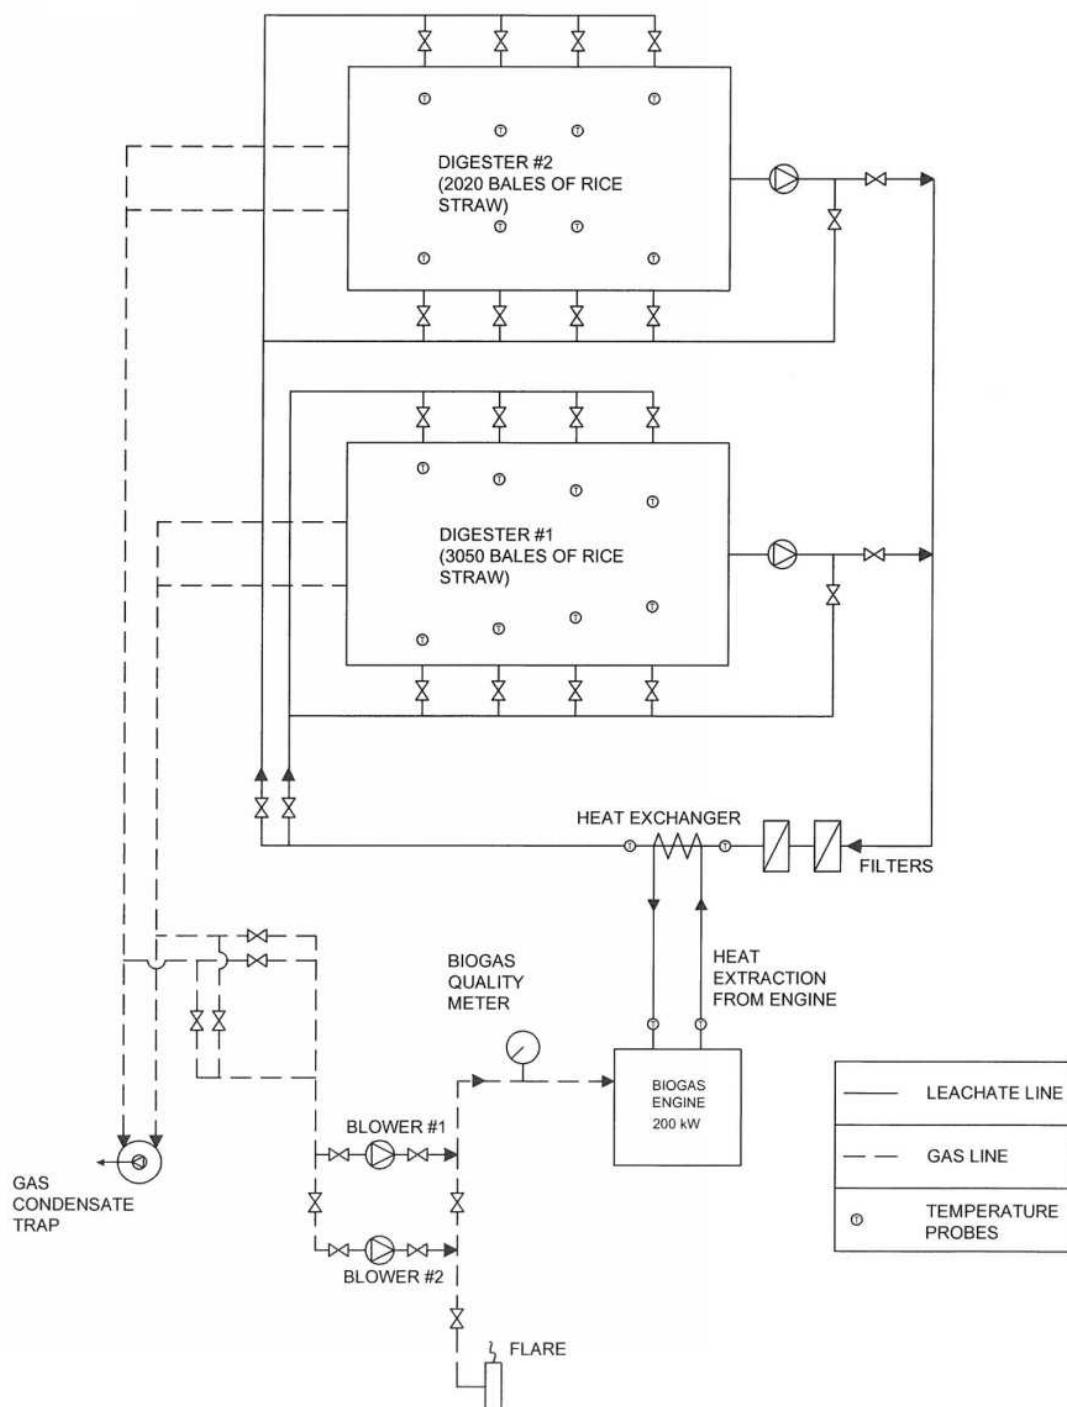 DIGESTER #2
(2020 BALES OF RICE
STRAW)
DIGESTER #1
(3050 BALES OF RICE
STRAW)
HEAT EXCHANGER
FILTERS
BIOGAS
QUALITY
METER
HEAT
EXTRACTION
FROM ENGINE
BIOGAS
ENGINE
200 kW
BLOWER #1
BLOWER #2
GAS
CONDENSATE
TRAP
FLARE
LEACHATE LINE
GAS LINE
T
TEMPERATURE
PROBES